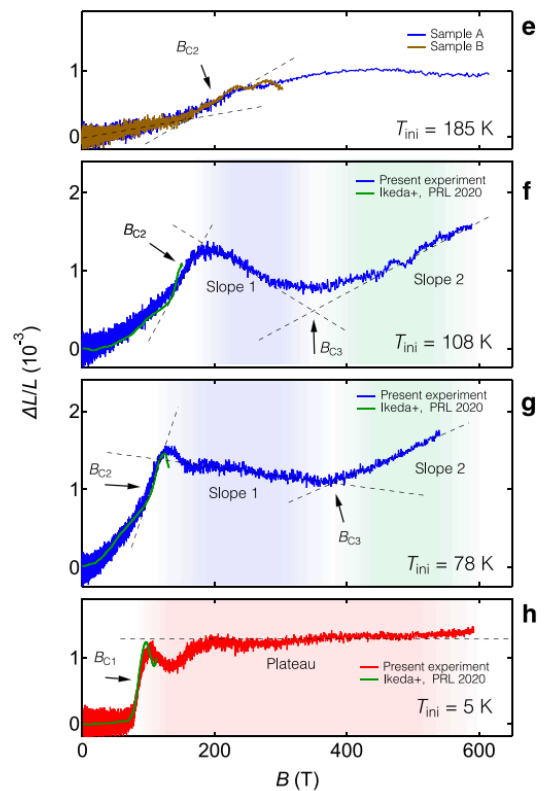 e
Sample A
Sample B
B_C2
1
0
T_ini = 185 K
f
Present experiment
Ikeda+, PRL 2020
2
B_C2
1
Slope 1
Slope 2
B_C3
0
T_ini = 108 K
ΔL/L (10⁻³)
g
Present experiment
Ikeda+, PRL 2020
2
B_C2
1
Slope 1
Slope 2
B_C3
0
T_ini = 78 K
h
B_C1
1
Plateau
Present experiment
Ikeda+, PRL 2020
0
T_ini = 5 K
0 200 400 600
B (T)